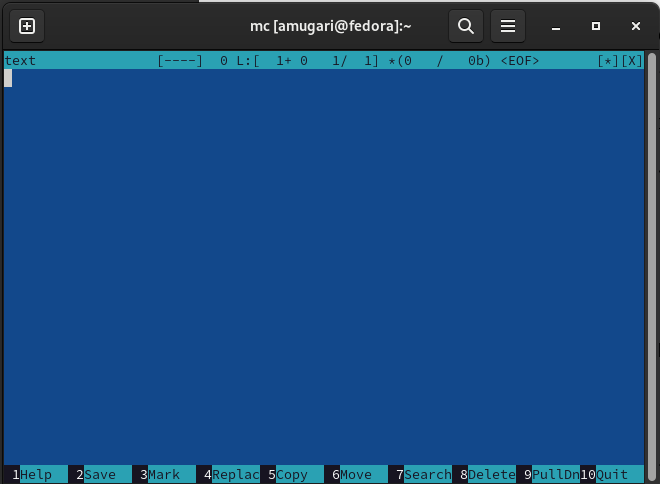 mc [amugari@fedora]:~
text [----] 0 L:[ 1+ 0 1/ 1] *(0 / 0b) <EOF> [*][X]
1Help 2Save 3Mark 4Replac 5Copy 6Move 7Search 8Delete 9PullDn 10Quit